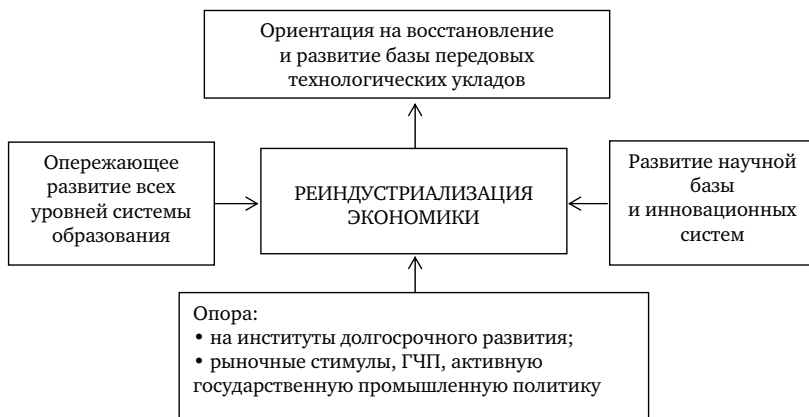 Ориентация на восстановление
и развитие базы передовых
технологических укладов
Опережающее
развитие всех
уровней системы
образования
РЕИНДУСТРИАЛИЗАЦИЯ
ЭКОНОМИКИ
Развитие научной
базы
и инновационных
систем
Опора:
• на институты долгосрочного развития;
• рыночные стимулы, ГЧП, активную
государственную промышленную политику